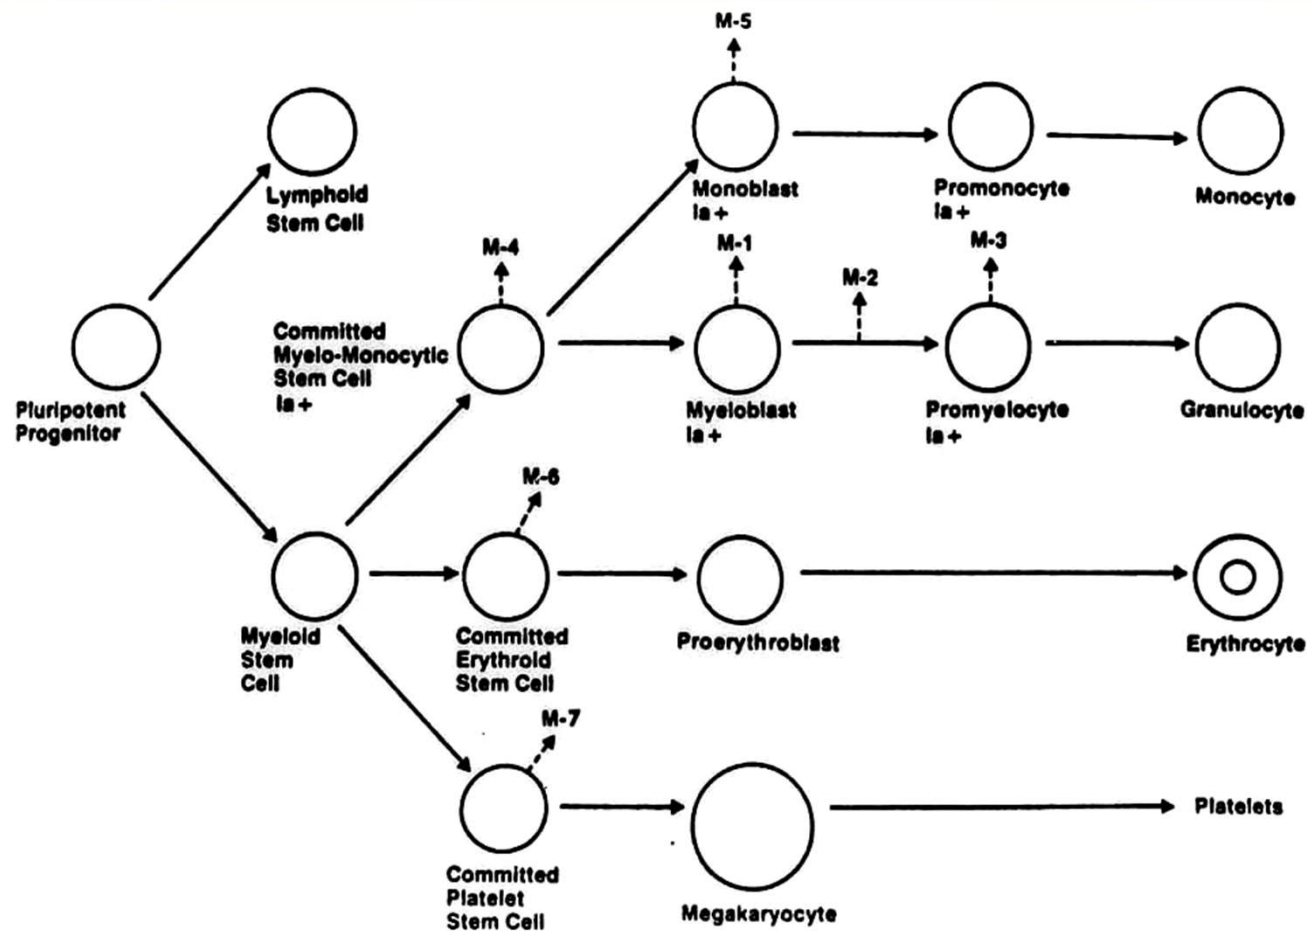 M-5
Monoblast
Ia+
Promonocyte
Ia+
Monocyte
Lymphoid
Stem Cell
M-4
M-1
M-2
M-3
Committed
Myelo-Monocytic
Stem Cell
Ia+
Myeloblast
Ia+
Promyelocyte
Ia+
Granulocyte
Pluripotent
Progenitor
M-6
Myeloid
Stem
Cell
Committed
Erythroid
Stem Cell
Proerythroblast
Erythrocyte
M-7
Committed
Platelet
Stem Cell
Megakaryocyte
Platelets